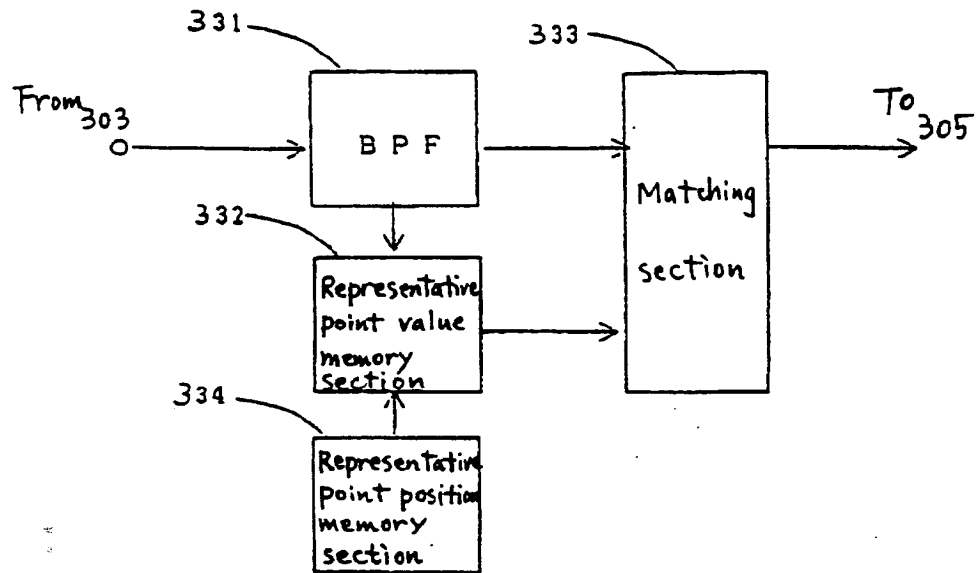 331
333
From 303
To 305
B P F
332
Matching
section
Representative
point value
memory
section
334
Representative
point position
memory
section